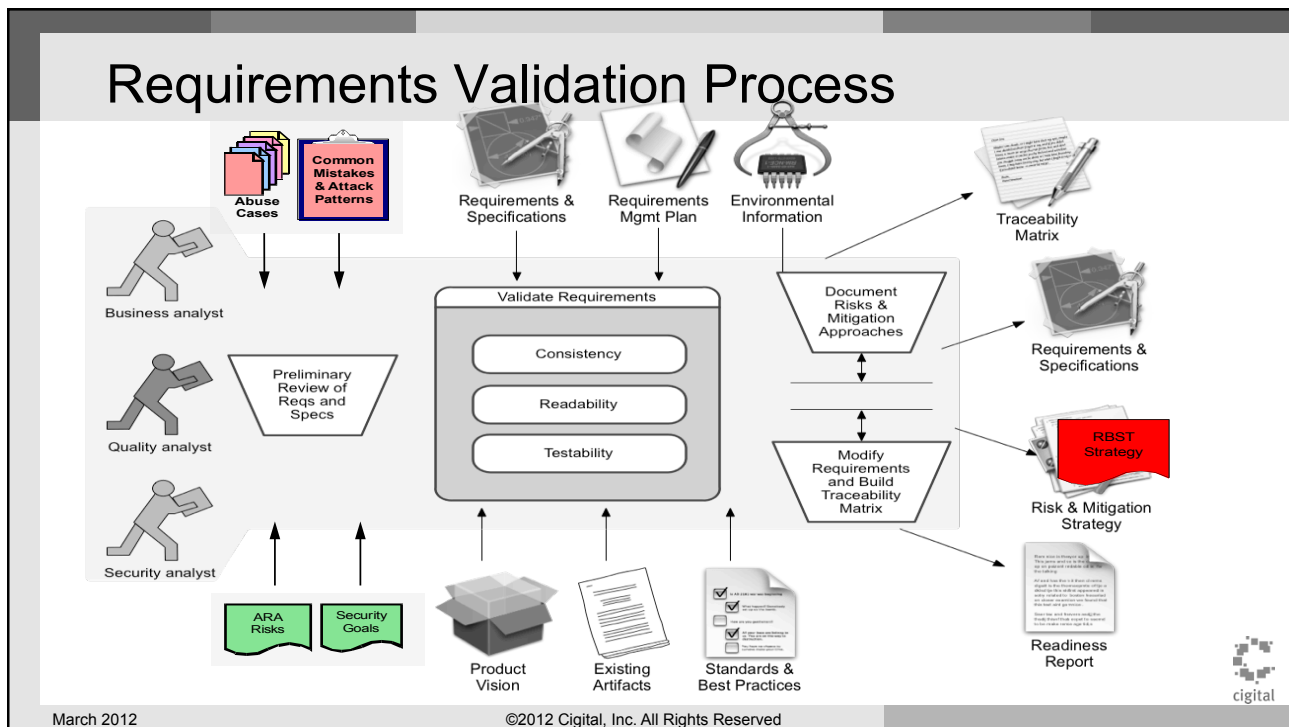 Requirements Validation Process
Abuse
Cases
Common
Mistakes
& Attack
Patterns
Requirements &
Specifications
Requirements
Mgmt Plan
Environmental
Information
Traceability
Matrix
Business analyst
Quality analyst
Security analyst
Preliminary
Review of
Reqs and
Specs
Validate Requirements
Consistency
Readability
Testability
Document
Risks &
Mitigation
Approaches
Modify
Requirements
and Build
Traceability
Matrix
Requirements &
Specifications
RBST
Strategy
Risk & Mitigation
Strategy
Readiness
Report
ARA
Risks
Security
Goals
Product
Vision
Existing
Artifacts
Standards &
Best Practices
cigital
March 2012
©2012 Cigital, Inc. All Rights Reserved